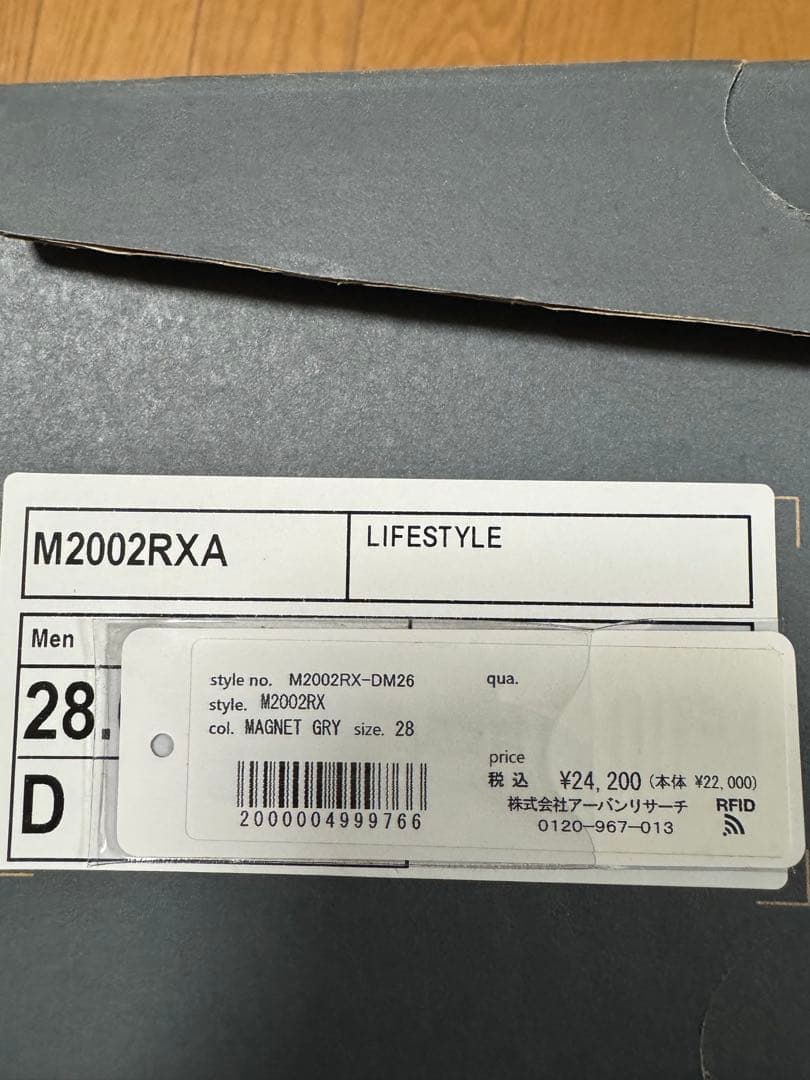 M2002RXA
LIFESTYLE
Men
28.
D
style no. M2002RX-DM26
qua.
style. M2002RX
col. MAGNET GRY size. 28
2000004999766
price
税込 ¥24,200 (本体 ¥22,000)
株式会社アーバンリサーチ
0120-967-013
RFID